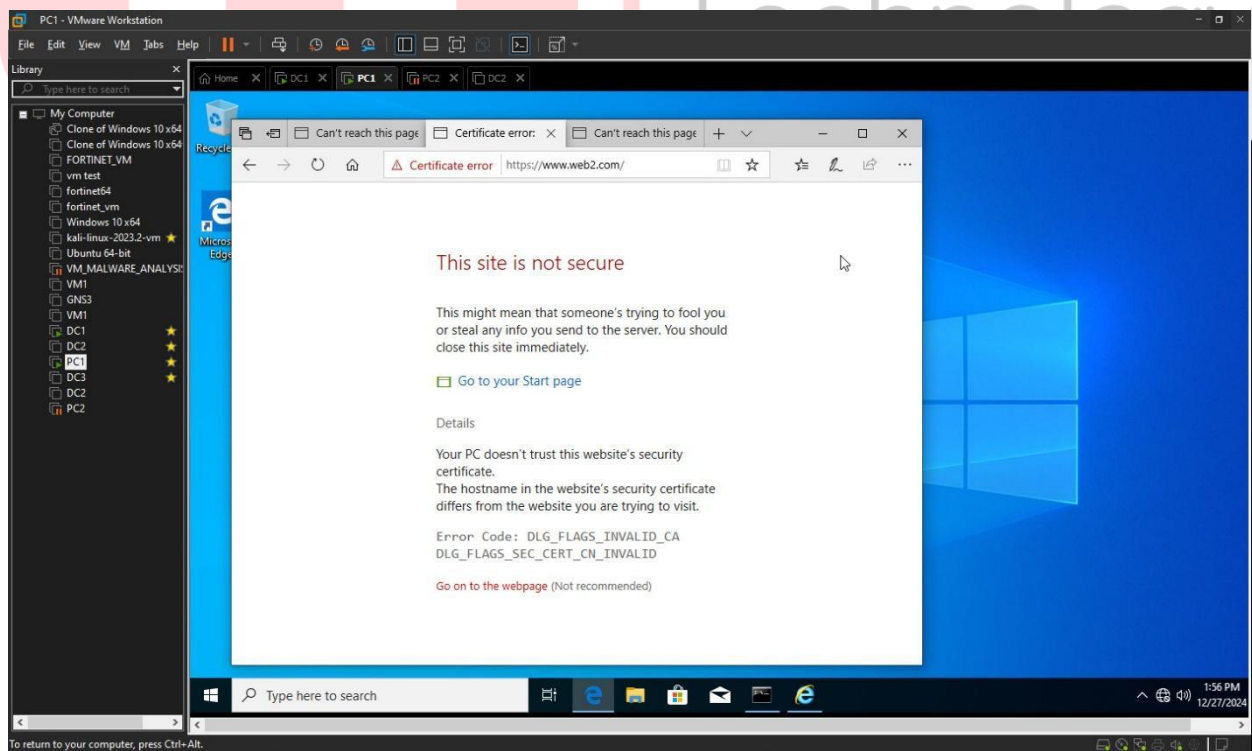 PC1 - VMware Workstation
File Edit View VM Tabs Help
Library
Type here to search
My Computer
Clone of Windows 10 x64
Clone of Windows 10 x64
FORTINET_VM
vm test
fortinet64
fortinet_vm
Windows 10 x64
kali-linux-2023.2-vm
Ubuntu 64-bit
VM_MALWARE_ANALYSI
VM1
GNS3
VM1
DC1
DC2
PC1
DC3
DC2
PC2
Home DC1 PC1 PC2 DC2
Recycle
Micros
Edge
Can't reach this page Certificate error: Can't reach this page
Certificate error https://www.web2.com/
This site is not secure
This might mean that someone's trying to fool you
or steal any info you send to the server. You should
close this site immediately.
Go to your Start page
Details
Your PC doesn't trust this website's security
certificate.
The hostname in the website's security certificate
differs from the website you are trying to visit.
Error Code: DLG_FLAGS_INVALID_CA
DLG_FLAGS_SEC_CERT_CN_INVALID
Go on to the webpage (Not recommended)
Type here to search
1:56 PM
12/27/2024
To return to your computer, press Ctrl+Alt.